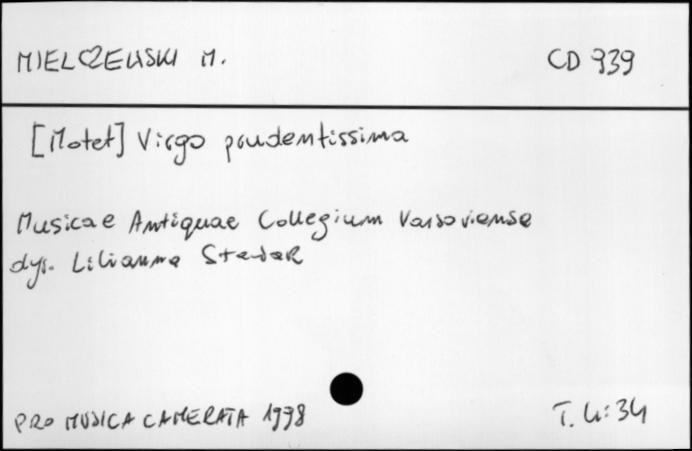 MIELCZEWSKI M. CD 939
[Motet] Virgo prudentissima
Musicae Antiquae Collegium Varsoviense
dyr. Lilianna Stawarz
PRO MUSICA CAMERATA 1998
T. 4:34